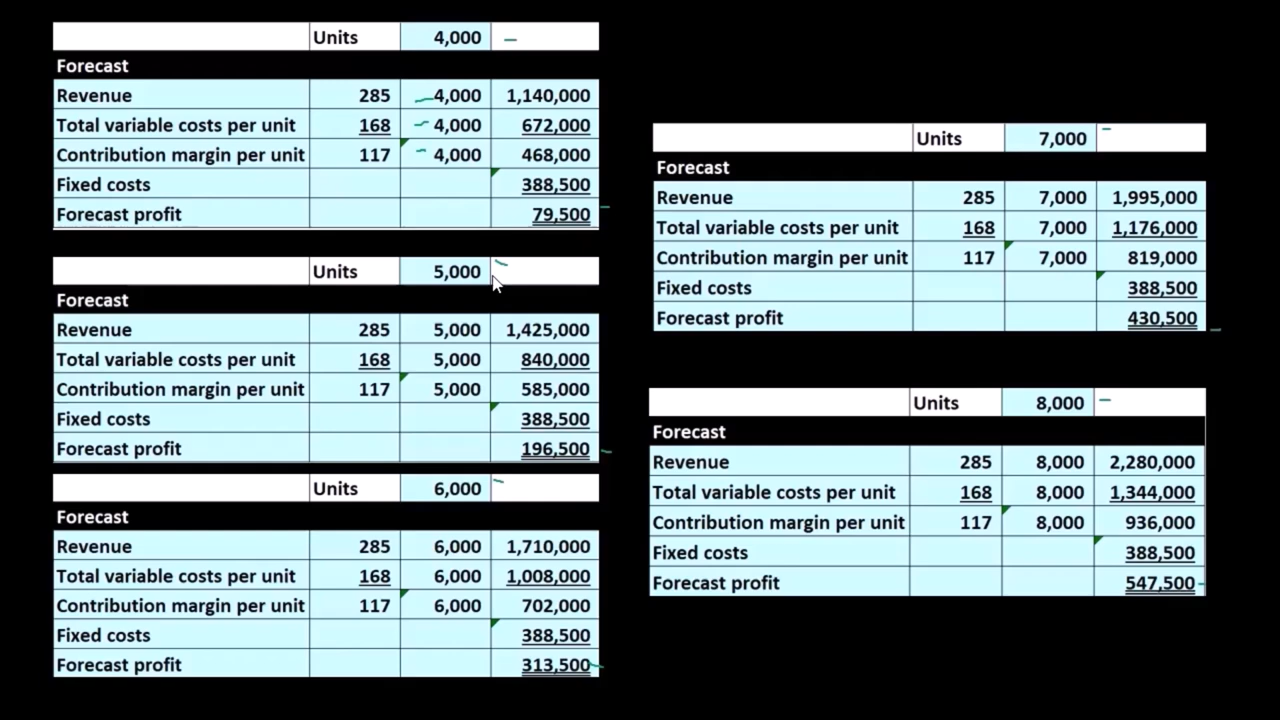 Units 4,000
Forecast
Revenue 285 4,000 1,140,000
Total variable costs per unit 168 4,000 672,000
Contribution margin per unit 117 4,000 468,000
Fixed costs 388,500
Forecast profit 79,500
Units 5,000
Forecast
Revenue 285 5,000 1,425,000
Total variable costs per unit 168 5,000 840,000
Contribution margin per unit 117 5,000 585,000
Fixed costs 388,500
Forecast profit 196,500
Units 6,000
Forecast
Revenue 285 6,000 1,710,000
Total variable costs per unit 168 6,000 1,008,000
Contribution margin per unit 117 6,000 702,000
Fixed costs 388,500
Forecast profit 313,500
Units 7,000
Forecast
Revenue 285 7,000 1,995,000
Total variable costs per unit 168 7,000 1,176,000
Contribution margin per unit 117 7,000 819,000
Fixed costs 388,500
Forecast profit 430,500
Units 8,000
Forecast
Revenue 285 8,000 2,280,000
Total variable costs per unit 168 8,000 1,344,000
Contribution margin per unit 117 8,000 936,000
Fixed costs 388,500
Forecast profit 547,500